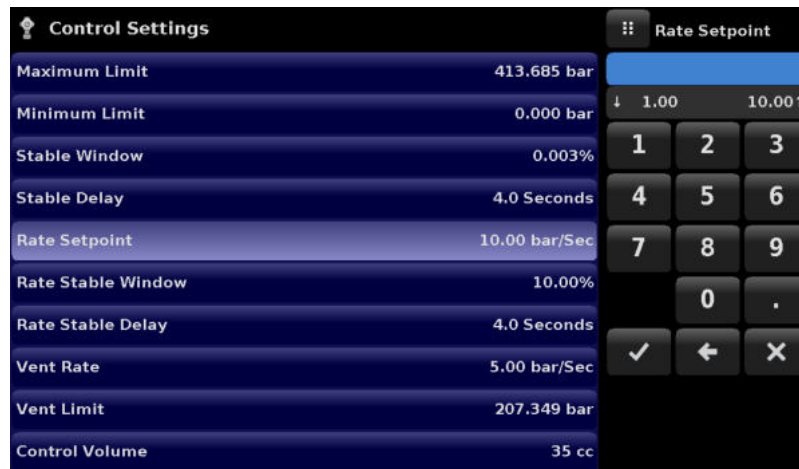 Control Settings
Maximum Limit 413.685 bar
Minimum Limit 0.000 bar
Stable Window 0.003%
Stable Delay 4.0 Seconds
Rate Setpoint 10.00 bar/Sec
Rate Stable Window 10.00%
Rate Stable Delay 4.0 Seconds
Vent Rate 5.00 bar/Sec
Vent Limit 207.349 bar
Control Volume 35 cc
Rate Setpoint
↓ 1.00 10.00↑
1 2 3
4 5 6
7 8 9
0 .